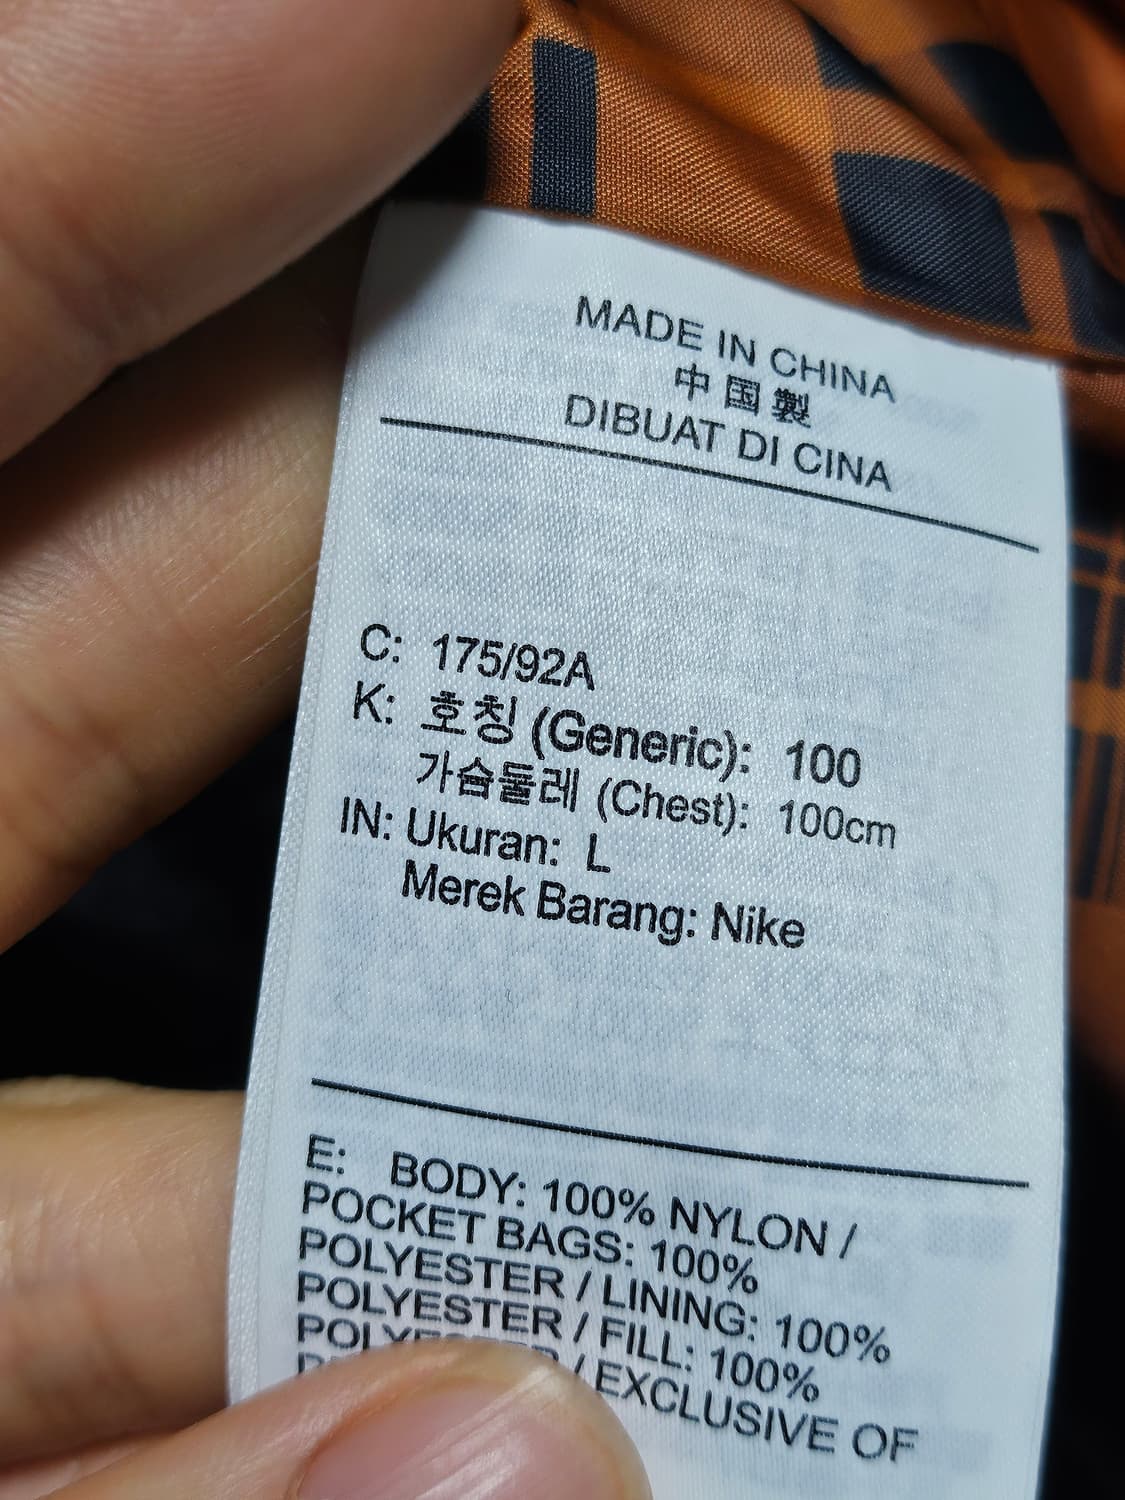 MADE IN CHINA
中国製
DIBUAT DI CINA
C: 175/92A
K: 호칭 (Generic): 100
가슴둘레 (Chest): 100cm
IN: Ukuran: L
Merek Barang: Nike
E: BODY: 100% NYLON /
POCKET BAGS: 100%
POLYESTER / LINING: 100%
POLYESTER / FILL: 100%
POLYESTER / EXCLUSIVE OF